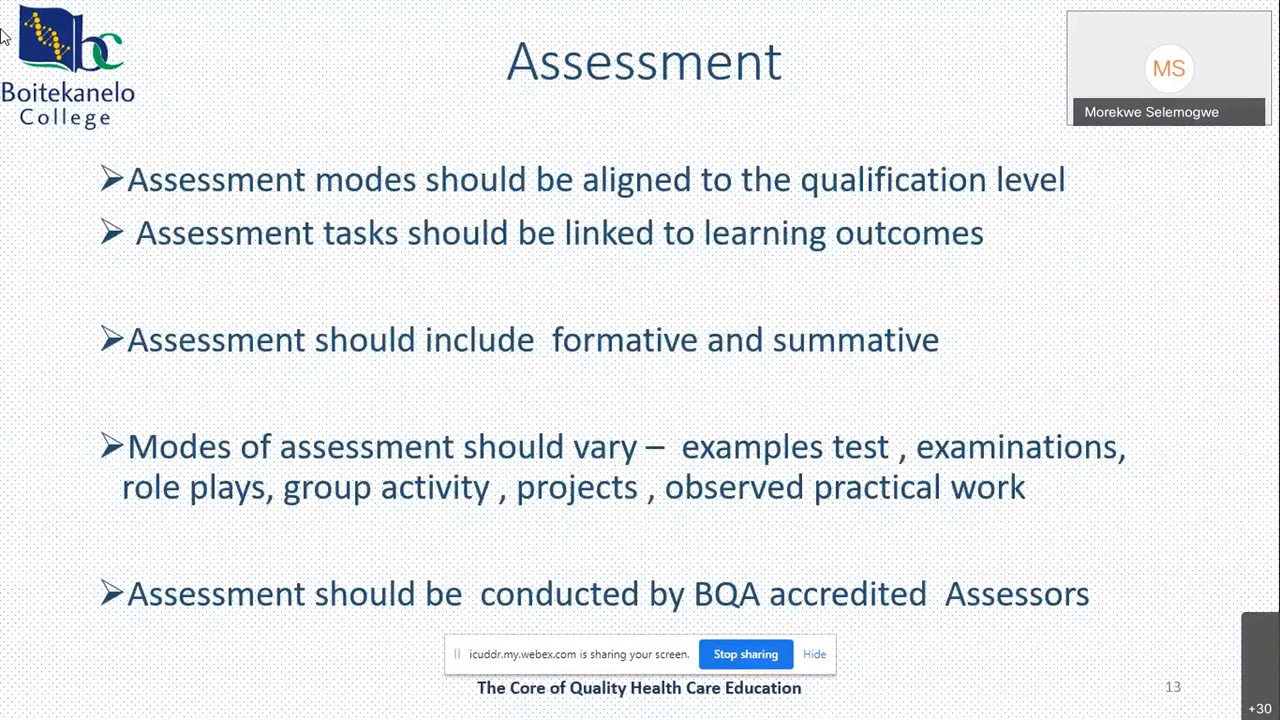 bc
Boitekanelo
College
Assessment
MS
Morekwe Selemogwe
Assessment modes should be aligned to the qualification level
Assessment tasks should be linked to learning outcomes
Assessment should include formative and summative
Modes of assessment should vary – examples test , examinations,
role plays, group activity , projects , observed practical work
Assessment should be conducted by BQA accredited Assessors
icuddr.my.webex.com is sharing your screen. Stop sharing Hide
The Core of Quality Health Care Education
13
+30